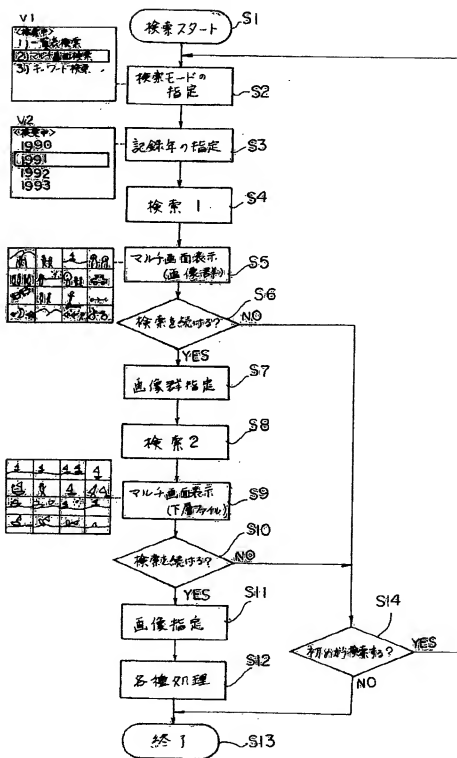 V1
<検索中>
1)一覧表検索
2)マルチ画面検索
3)キーワード検索
検索スタート
S1
検索モードの
指定
S2
V2
<検索中>
1990
1991
1992
1993
記録年の指定
S3
検索 1
S4
マルチ画面表示
S5
検索を続ける?
S6
NO
YES
画像群指定
S7
検索 2
S8
マルチ画面表示
(下層ファイル)
S9
検索を続ける?
S10
NO
YES
画像指定
S11
各種処理
S12
初めから検索する?
S14
YES
NO
終了
S13